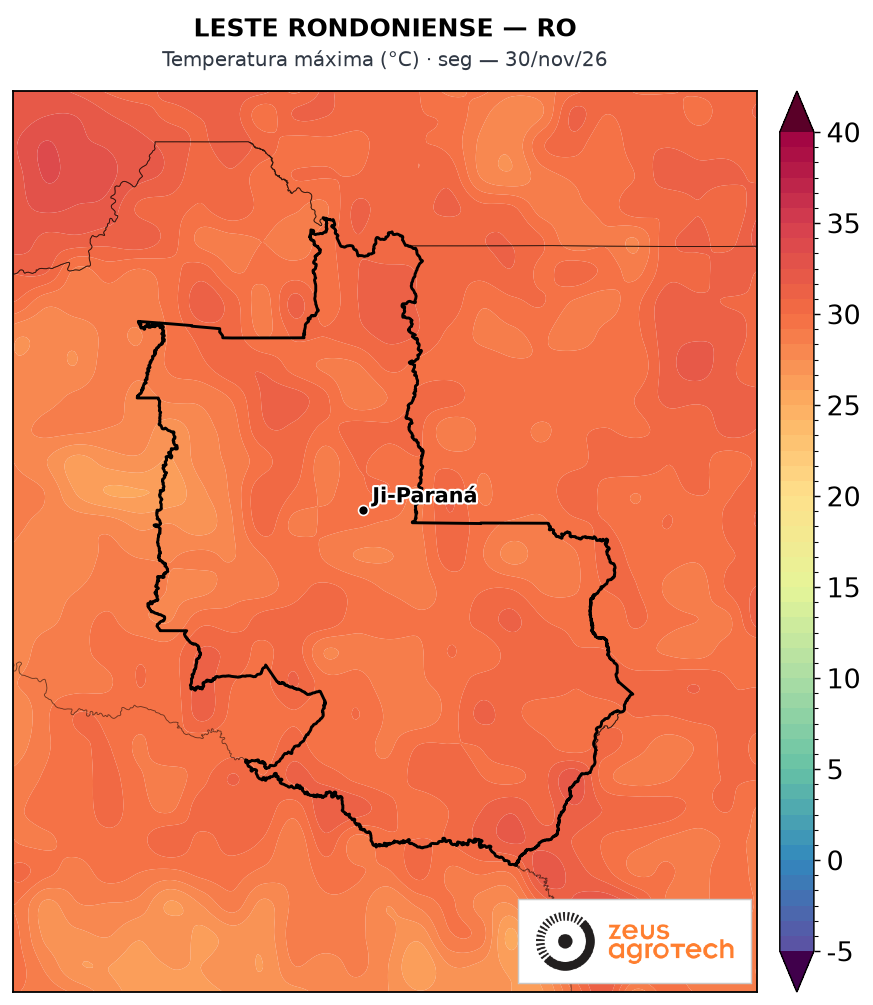 LESTE RONDONIENSE — RO
Temperatura máxima (°C) · seg — 30/nov/26
Ji-Paraná
40
35
30
25
20
15
10
5
0
-5
zeus
agrotech